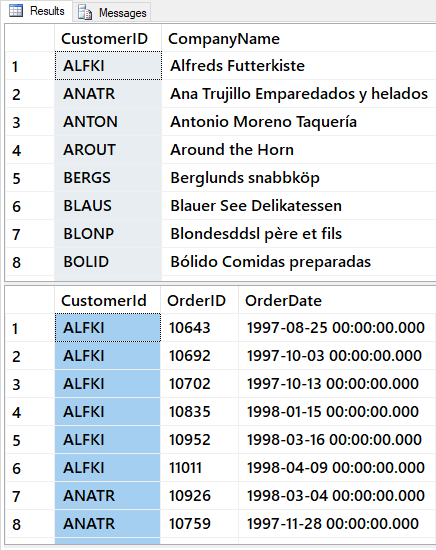 Results Messages
CustomerID CompanyName
1 ALFKI Alfreds Futterkiste
2 ANATR Ana Trujillo Emparedados y helados
3 ANTON Antonio Moreno Taquería
4 AROUT Around the Horn
5 BERGS Berglunds snabbköp
6 BLAUS Blauer See Delikatessen
7 BLONP Blondesddsl père et fils
8 BOLID Bólido Comidas preparadas
CustomerId OrderID OrderDate
1 ALFKI 10643 1997-08-25 00:00:00.000
2 ALFKI 10692 1997-10-03 00:00:00.000
3 ALFKI 10702 1997-10-13 00:00:00.000
4 ALFKI 10835 1998-01-15 00:00:00.000
5 ALFKI 10952 1998-03-16 00:00:00.000
6 ALFKI 11011 1998-04-09 00:00:00.000
7 ANATR 10926 1998-03-04 00:00:00.000
8 ANATR 10759 1997-11-28 00:00:00.000